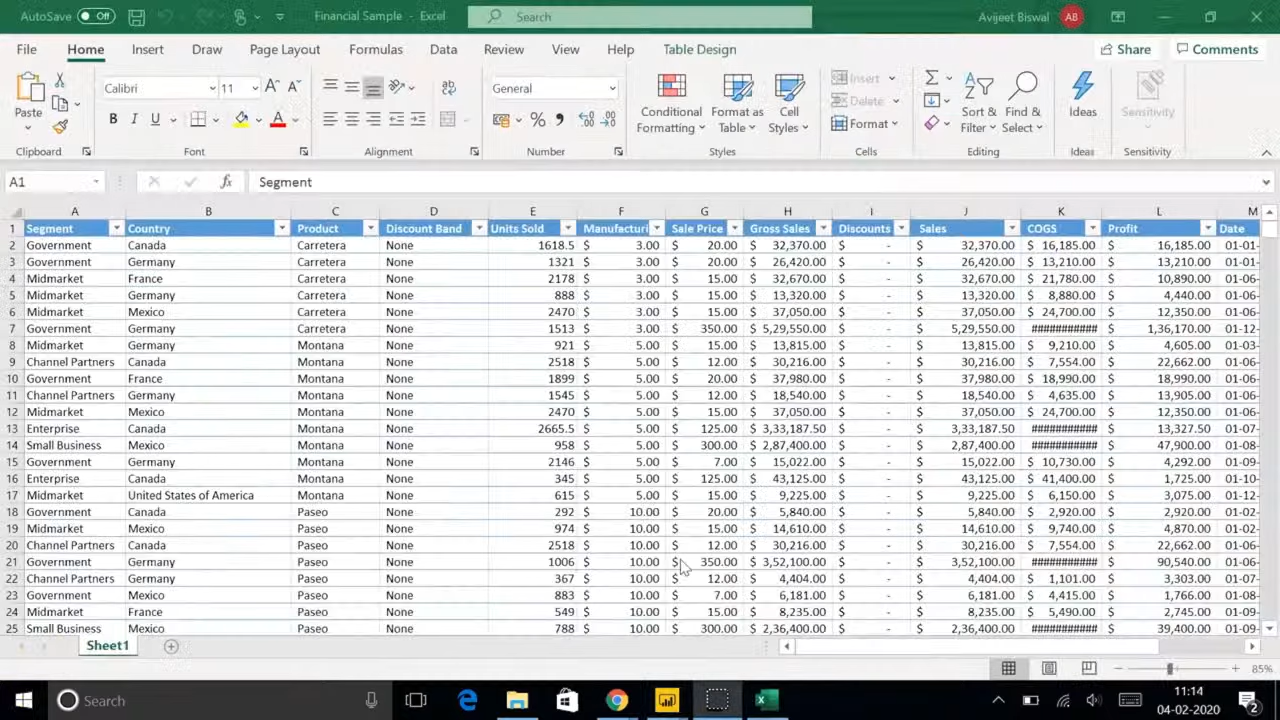 AutoSave Off Financial Sample - Excel Search Avijeet Biswal AB
File Home Insert Draw Page Layout Formulas Data Review View Help Table Design Share Comments
Paste
Clipboard
Calibri 11
B I U A
Font
Alignment
General
% ,
Number
Conditional Formatting
Format as Table
Cell Styles
Styles
Insert
Delete
Format
Cells
Sort & Filter
Find & Select
Editing
Ideas
Ideas
Sensitivity
Sensitivity
A1 fx Segment
A B C D E F G H I J K L M
1 Segment Country Product Discount Band Units Sold Manufacturi Sale Price Gross Sales Discounts Sales COGS Profit Date
2 Government Canada Carretera None 1618.5 $ 3.00 $ 20.00 $ 32,370.00 $ - $ 32,370.00 $ 16,185.00 $ 16,185.00 01-01-
3 Government Germany Carretera None 1321 $ 3.00 $ 20.00 $ 26,420.00 $ - $ 26,420.00 $ 13,210.00 $ 13,210.00 01-01-
4 Midmarket France Carretera None 2178 $ 3.00 $ 15.00 $ 32,670.00 $ - $ 32,670.00 $ 21,780.00 $ 10,890.00 01-06-
5 Midmarket Germany Carretera None 888 $ 3.00 $ 15.00 $ 13,320.00 $ - $ 13,320.00 $ 8,880.00 $ 4,440.00 01-06-
6 Midmarket Mexico Carretera None 2470 $ 3.00 $ 15.00 $ 37,050.00 $ - $ 37,050.00 $ 24,700.00 $ 12,350.00 01-06-
7 Government Germany Carretera None 1513 $ 3.00 $ 350.00 $ 5,29,550.00 $ - $ 5,29,550.00 ########### $ 1,36,170.00 01-12-
8 Midmarket Germany Montana None 921 $ 5.00 $ 15.00 $ 13,815.00 $ - $ 13,815.00 $ 9,210.00 $ 4,605.00 01-03-
9 Channel Partners Canada Montana None 2518 $ 5.00 $ 12.00 $ 30,216.00 $ - $ 30,216.00 $ 7,554.00 $ 22,662.00 01-06-
10 Government France Montana None 1899 $ 5.00 $ 20.00 $ 37,980.00 $ - $ 37,980.00 $ 18,990.00 $ 18,990.00 01-06-
11 Channel Partners Germany Montana None 1545 $ 5.00 $ 12.00 $ 18,540.00 $ - $ 18,540.00 $ 4,635.00 $ 13,905.00 01-06-
12 Midmarket Mexico Montana None 2470 $ 5.00 $ 15.00 $ 37,050.00 $ - $ 37,050.00 $ 24,700.00 $ 12,350.00 01-06-
13 Enterprise Canada Montana None 2665.5 $ 5.00 $ 125.00 $ 3,33,187.50 $ - $ 3,33,187.50 ########### $ 13,327.50 01-07-
14 Small Business Mexico Montana None 958 $ 5.00 $ 300.00 $ 2,87,400.00 $ - $ 2,87,400.00 ########### $ 47,900.00 01-08-
15 Government Germany Montana None 2146 $ 5.00 $ 7.00 $ 15,022.00 $ - $ 15,022.00 $ 10,730.00 $ 4,292.00 01-09-
16 Enterprise Canada Montana None 345 $ 5.00 $ 125.00 $ 43,125.00 $ - $ 43,125.00 $ 41,400.00 $ 1,725.00 01-10-
17 Midmarket United States of America Montana None 615 $ 5.00 $ 15.00 $ 9,225.00 $ - $ 9,225.00 $ 6,150.00 $ 3,075.00 01-12-
18 Government Canada Paseo None 292 $ 10.00 $ 20.00 $ 5,840.00 $ - $ 5,840.00 $ 2,920.00 $ 2,920.00 01-02-
19 Midmarket Mexico Paseo None 974 $ 10.00 $ 15.00 $ 14,610.00 $ - $ 14,610.00 $ 9,740.00 $ 4,870.00 01-02-
20 Channel Partners Canada Paseo None 2518 $ 10.00 $ 12.00 $ 30,216.00 $ - $ 30,216.00 $ 7,554.00 $ 22,662.00 01-06-
21 Government Germany Paseo None 1006 $ 10.00 $ 350.00 $ 3,52,100.00 $ - $ 3,52,100.00 ########### $ 90,540.00 01-06-
22 Channel Partners Germany Paseo None 367 $ 10.00 $ 12.00 $ 4,404.00 $ - $ 4,404.00 $ 1,101.00 $ 3,303.00 01-07-
23 Government Mexico Paseo None 883 $ 10.00 $ 7.00 $ 6,181.00 $ - $ 6,181.00 $ 4,415.00 $ 1,766.00 01-08-
24 Midmarket France Paseo None 549 $ 10.00 $ 15.00 $ 8,235.00 $ - $ 8,235.00 $ 5,490.00 $ 2,745.00 01-09-
25 Small Business Mexico Paseo None 788 $ 10.00 $ 300.00 $ 2,36,400.00 $ - $ 2,36,400.00 ########### $ 39,400.00 01-09-
Sheet1
85%
Search 11:14
04-02-2020 2